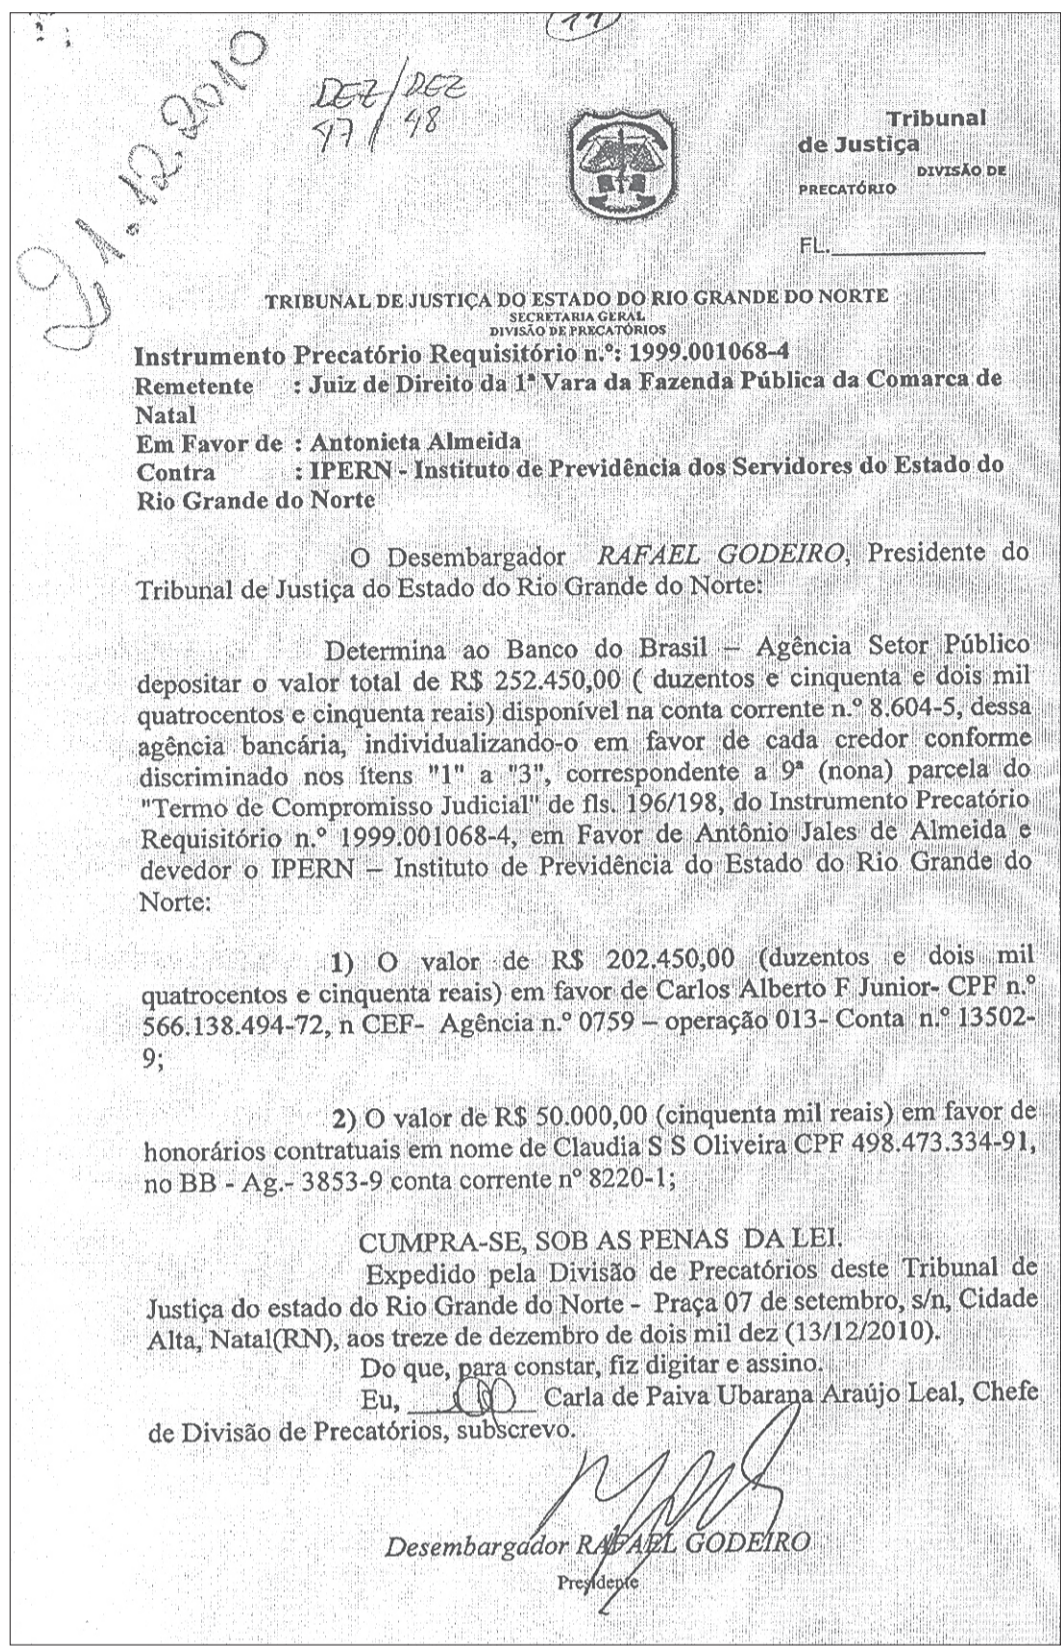 11
21.12.2010
DEZ/DEZ
97/98
Tribunal
de Justiça
DIVISÃO DE
PRECATÓRIO
FL.
TRIBUNAL DE JUSTIÇA DO ESTADO DO RIO GRANDE DO NORTE
SECRETARIA GERAL
DIVISÃO DE PRECATÓRIOS
Instrumento Precatório Requisitório n.º: 1999.001068-4
Remetente : Juiz de Direito da 1ª Vara da Fazenda Pública da Comarca de
Natal
Em Favor de : Antonieta Almeida
Contra : IPERN - Instituto de Previdência dos Servidores do Estado do
Rio Grande do Norte
O Desembargador RAFAEL GODEIRO, Presidente do
Tribunal de Justiça do Estado do Rio Grande do Norte:
Determina ao Banco do Brasil – Agência Setor Público
depositar o valor total de R$ 252.450,00 ( duzentos e cinquenta e dois mil
quatrocentos e cinquenta reais) disponível na conta corrente n.º 8.604-5, dessa
agência bancária, individualizando-o em favor de cada credor conforme
discriminado nos ítens "1" a "3", correspondente a 9ª (nona) parcela do
"Termo de Compromisso Judicial" de fls. 196/198, do Instrumento Precatório
Requisitório n.º 1999.001068-4, em Favor de Antônio Jales de Almeida e
devedor o IPERN – Instituto de Previdência do Estado do Rio Grande do
Norte:
1) O valor de R$ 202.450,00 (duzentos e dois mil
quatrocentos e cinquenta reais) em favor de Carlos Alberto F Junior- CPF n.º
566.138.494-72, n CEF- Agência n.º 0759 – operação 013- Conta n.º 13502-
9;
2) O valor de R$ 50.000,00 (cinquenta mil reais) em favor de
honorários contratuais em nome de Claudia S S Oliveira CPF 498.473.334-91,
no BB - Ag.- 3853-9 conta corrente nº 8220-1;
CUMPRA-SE, SOB AS PENAS DA LEI.
Expedido pela Divisão de Precatórios deste Tribunal de
Justiça do estado do Rio Grande do Norte - Praça 07 de setembro, s/n, Cidade
Alta, Natal(RN), aos treze de dezembro de dois mil dez (13/12/2010).
Do que, para constar, fiz digitar e assino.
Eu, Carla de Paiva Ubarana Araújo Leal, Chefe
de Divisão de Precatórios, subscrevo.
Desembargador RAFAEL GODEIRO
Presidente